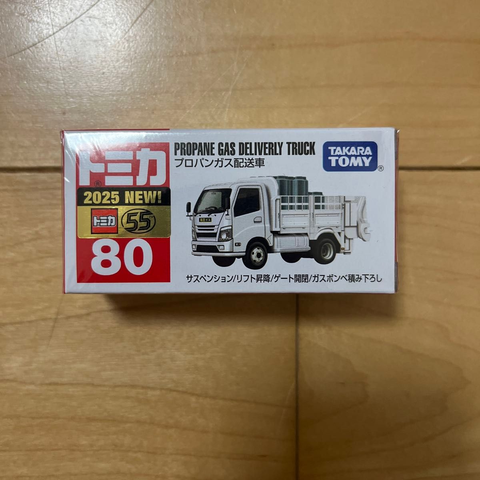 トミカ
2025 NEW!
トミカ 55
80
PROPANE GAS DELIVERLY TRUCK
プロパンガス配送車
TAKARA
TOMY
®
サスペンション/リフト昇降/ゲート開閉/ガスボンベ積み下ろし